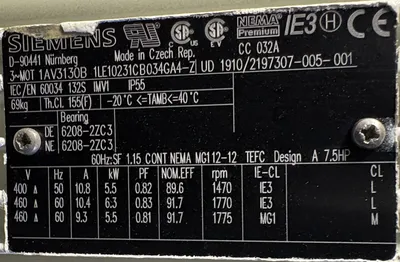 SIEMENS UR CSA US NEMA Premium IE3 H
D-90441 Nürnberg Made in Czech Rep. CC 032A
3~MOT 1AV3130B 1LE10231CB034GA4-Z UD 1910/2197307-005-001
IEC/EN 60034 132S IMV1 IP55
69kg Th.Cl. 155(F) -20°C <=TAMB<=40°C
Bearing
DE 6208-2ZC3
NE 6208-2ZC3
60Hz:SF 1.15 CONT NEMA MG112-12 TEFC Design A 7.5HP
V Hz A kW PF NOM.EFF rpm IE-CL CL
400 Δ 50 10.8 5.5 0.82 89.6 1470 IE3 L
460 Δ 60 10.4 6.3 0.83 91.7 1770 IE3 L
460 Δ 60 9.3 5.5 0.81 91.7 1775 MG1 M